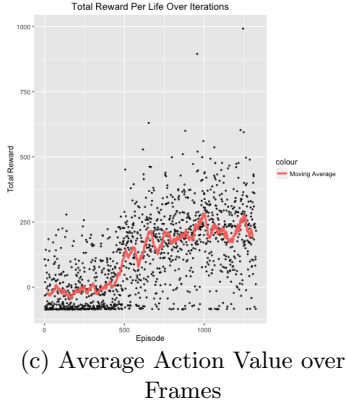 Total Reward Per Life Over Iterations
1000
750
500
250
0
Total Reward
0
500
1000
Episode
colour
Moving Average
(c) Average Action Value over
Frames